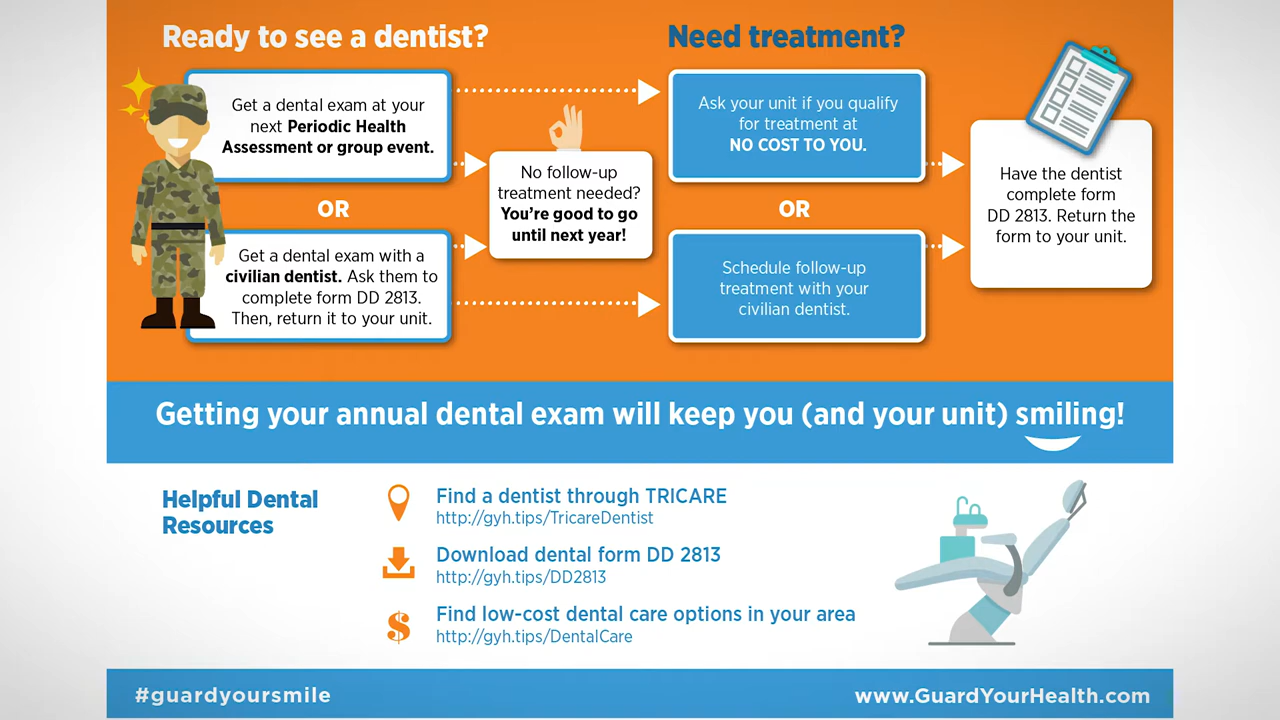 Ready to see a dentist?
Need treatment?
Get a dental exam at your
next Periodic Health
Assessment or group event.
OR
Get a dental exam with a
civilian dentist. Ask them to
complete form DD 2813.
Then, return it to your unit.
No follow-up
treatment needed?
You're good to go
until next year!
Ask your unit if you qualify
for treatment at
NO COST TO YOU.
OR
Schedule follow-up
treatment with your
civilian dentist.
Have the dentist
complete form
DD 2813. Return the
form to your unit.
Getting your annual dental exam will keep you (and your unit) smiling!
Helpful Dental
Resources
Find a dentist through TRICARE
http://gyh.tips/TricareDentist
Download dental form DD 2813
http://gyh.tips/DD2813
$
Find low-cost dental care options in your area
http://gyh.tips/DentalCare
#guardyoursmile
www.GuardYourHealth.com